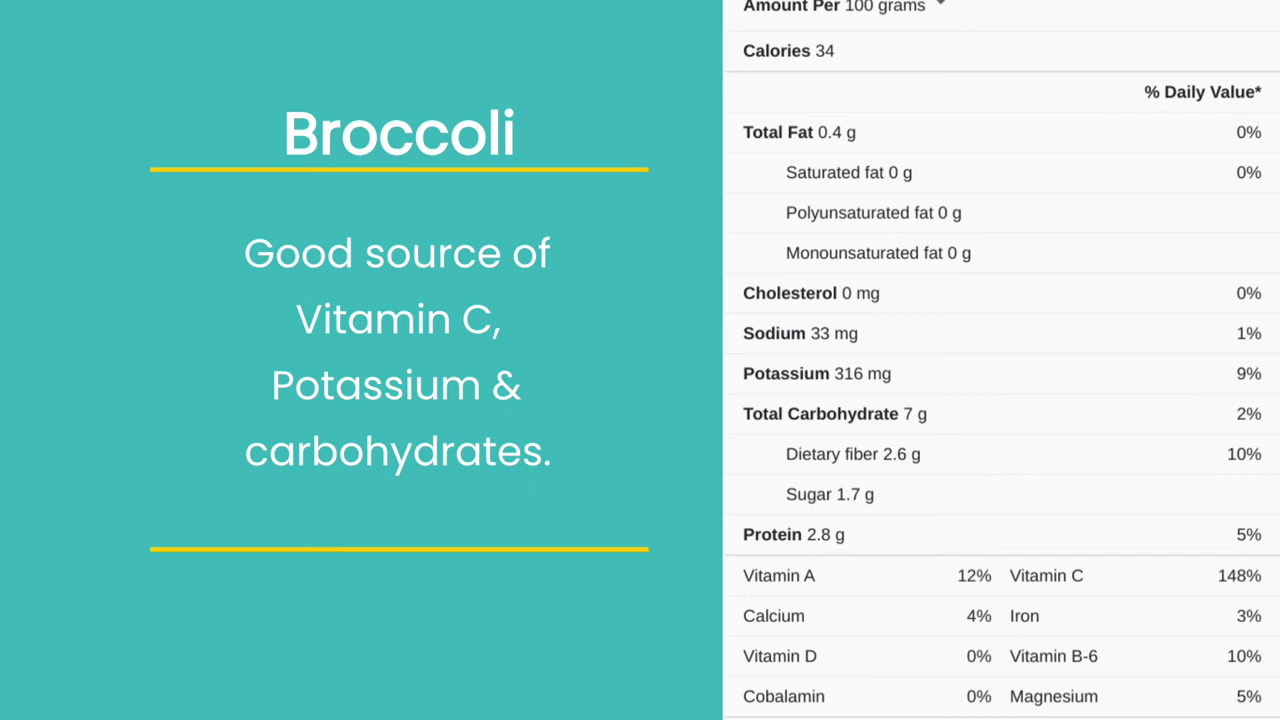 Broccoli
Good source of
Vitamin C,
Potassium &
carbohydrates.
Amount Per 100 grams
Calories 34
% Daily Value*
Total Fat 0.4 g 0%
Saturated fat 0 g 0%
Polyunsaturated fat 0 g
Monounsaturated fat 0 g
Cholesterol 0 mg 0%
Sodium 33 mg 1%
Potassium 316 mg 9%
Total Carbohydrate 7 g 2%
Dietary fiber 2.6 g 10%
Sugar 1.7 g
Protein 2.8 g 5%
Vitamin A 12% Vitamin C 148%
Calcium 4% Iron 3%
Vitamin D 0% Vitamin B-6 10%
Cobalamin 0% Magnesium 5%